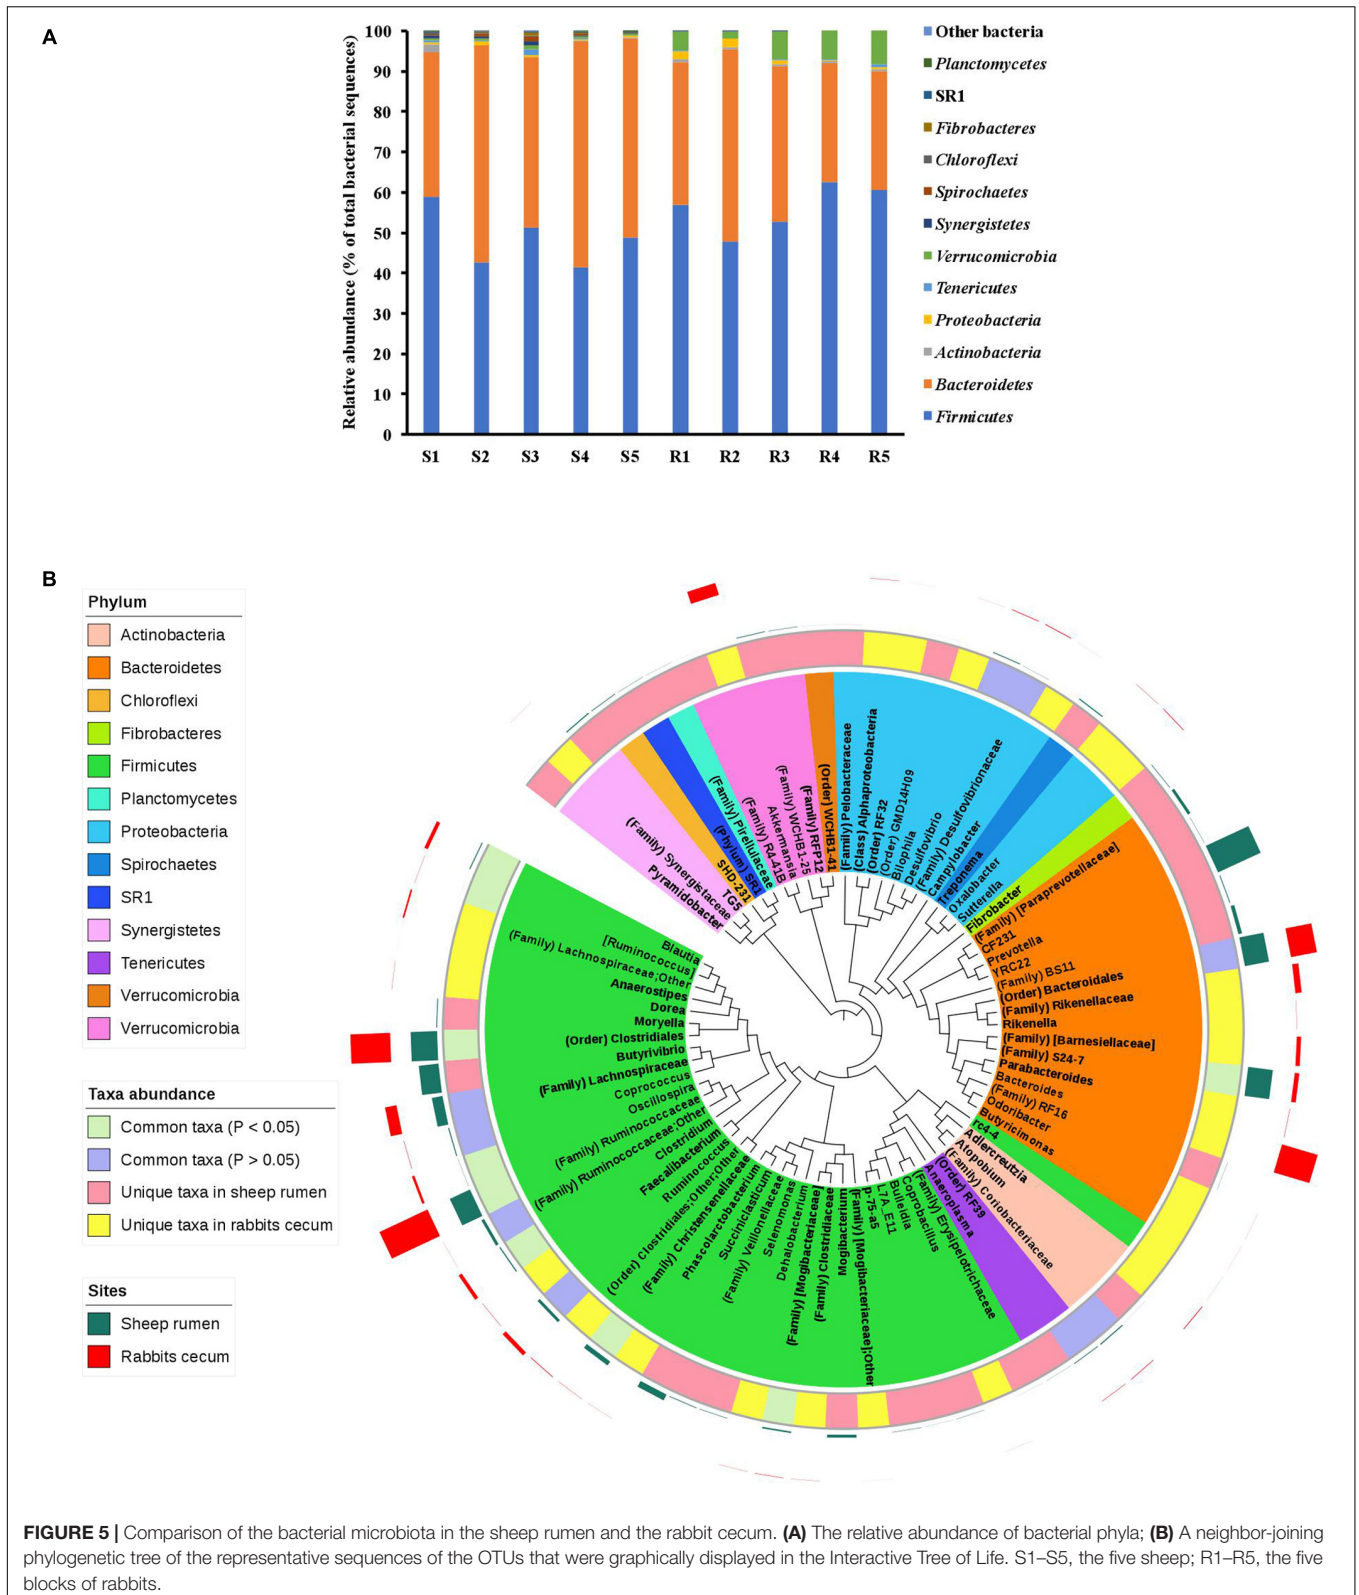 A
Relative abundance (% of total bacterial sequences)
100
90
80
70
60
50
40
30
20
10
0
S1 S2 S3 S4 S5 R1 R2 R3 R4 R5
Other bacteria
Planctomycetes
SR1
Fibrobacteres
Chloroflexi
Spirochaetes
Synergistetes
Verrucomicrobia
Tenericutes
Proteobacteria
Actinobacteria
Bacteroidetes
Firmicutes
B
Phylum
Actinobacteria
Bacteroidetes
Chloroflexi
Fibrobacteres
Firmicutes
Planctomycetes
Proteobacteria
Spirochaetes
SR1
Synergistetes
Tenericutes
Verrucomicrobia
Verrucomicrobia
Taxa abundance
Common taxa (P < 0.05)
Common taxa (P > 0.05)
Unique taxa in sheep rumen
Unique taxa in rabbits cecum
Sites
Sheep rumen
Rabbits cecum
Pyramidobacter
(Family) Synergistaceae
TG5
SHD-231
(Phylum) SR1
(Family) Pirellulaceae
(Family) R4-41B
Akkermansia
(Family) WCHB1-25
(Family) RFP12
(Order) WCHB1-41
(Family) Pelobacteraceae
(Class) Alphaproteobacteria
(Order) RF32
(Order) GMD14H09
Bilophila
Desulfovibrio
(Family) Desulfovibrionaceae
Campylobacter
Treponema
Oxalobacter
Sutterella
Fibrobacter
(Family) [Paraprevotellaceae]
CF231
Prevotella
YRC22
(Family) BS11
(Order) Bacteroidales
(Family) Rikenellaceae
Rikenella
(Family) [Barnesiellaceae]
(Family) S24-7
Parabacteroides
Bacteroides
(Family) RF16
Odoribacter
Butyricimonas
rc4-4
Adlercreutzia
Atopobium
(Family) Coriobacteriaceae
(Order) RF39
Anaeroplasma
(Family) Erysipelotrichaceae
Coprobacillus
Bulleidia
L7A_E11
p-75-a5
(Family) [Mogibacteriaceae];Other
Mogibacterium
(Family) Clostridiaceae
(Family) [Mogibacteriaceae]
Dehalobacterium
Selenomonas
(Family) Veillonellaceae
Succiniclasticum
Phascolarctobacterium
(Family) Christensenellaceae
(Order) Clostridiales;Other;Other
Ruminococcus
Faecalibacterium
Clostridium
(Family) Ruminococcaceae;Other
(Family) Ruminococcaceae
Oscillospira
Coprococcus
(Family) Lachnospiraceae
Butyrivibrio
(Order) Clostridiales
Moryella
Dorea
Anaerostipes
(Family) Lachnospiraceae;Other
[Ruminococcus]
Blautia
FIGURE 5 | Comparison of the bacterial microbiota in the sheep rumen and the rabbit cecum. (A) The relative abundance of bacterial phyla; (B) A neighbor-joining
phylogenetic tree of the representative sequences of the OTUs that were graphically displayed in the Interactive Tree of Life. S1–S5, the five sheep; R1–R5, the five
blocks of rabbits.